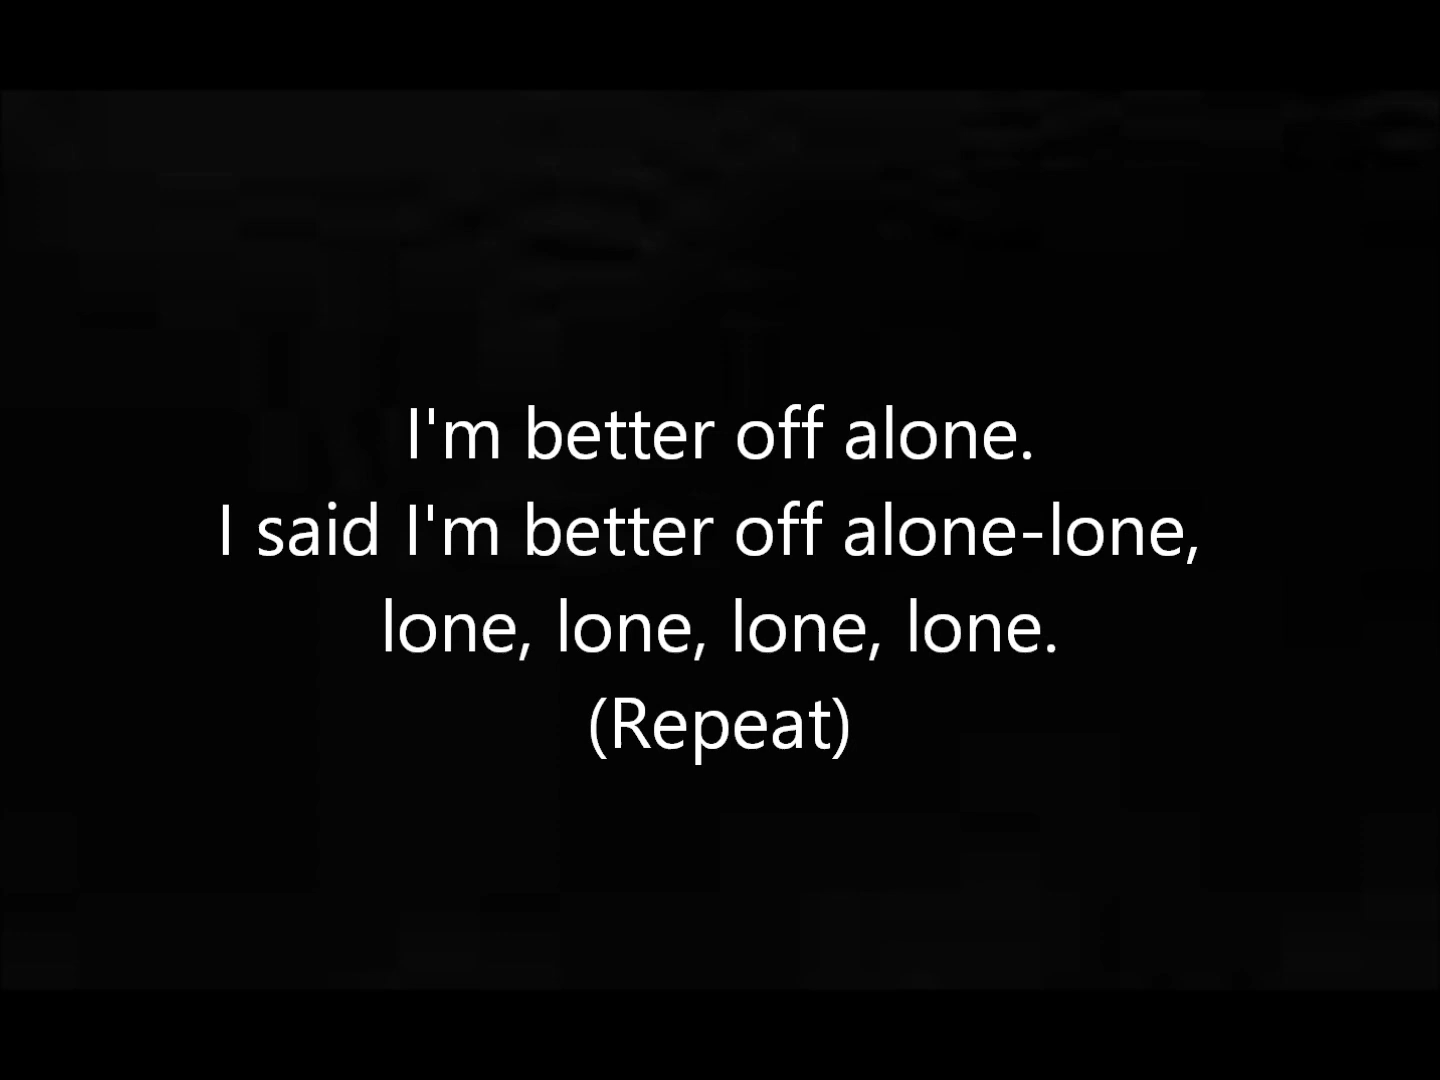 I'm better off alone.
I said I'm better off alone-lone,
lone, lone, lone, lone.
(Repeat)